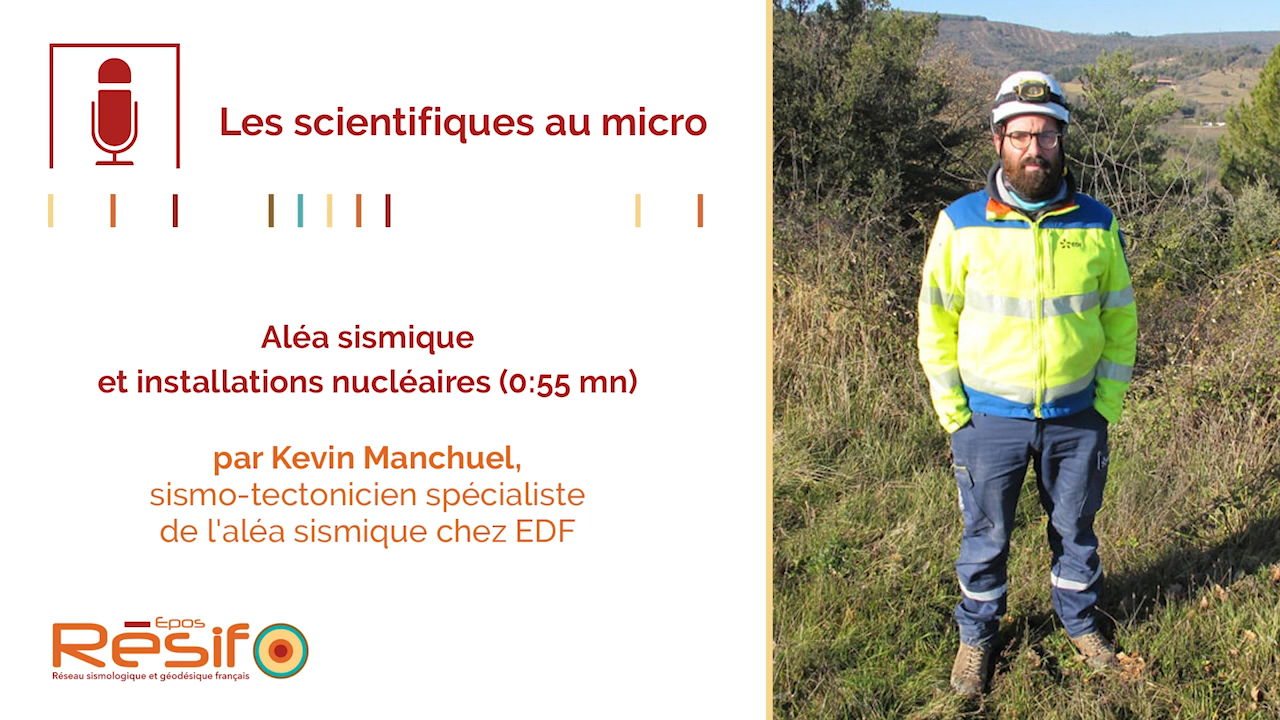 Les scientifiques au micro
Aléa sismique
et installations nucléaires (0:55 mn)
par Kevin Manchuel,
sismo-tectonicien spécialiste
de l'aléa sismique chez EDF
Epos
Résif
Réseau sismologique et géodésique français